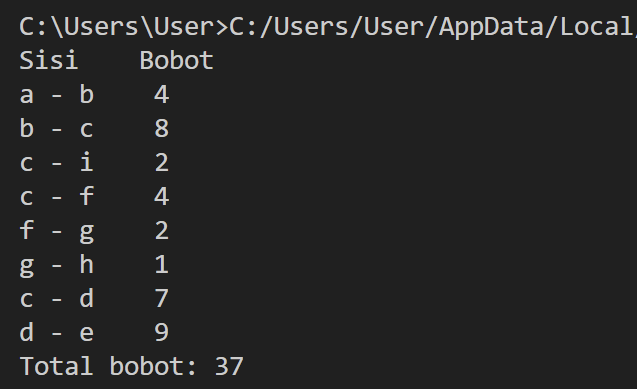 C:\Users\User>C:/Users/User/AppData/Local/
Sisi    Bobot
a - b    4
b - c    8
c - i    2
c - f    4
f - g    2
g - h    1
c - d    7
d - e    9
Total bobot: 37